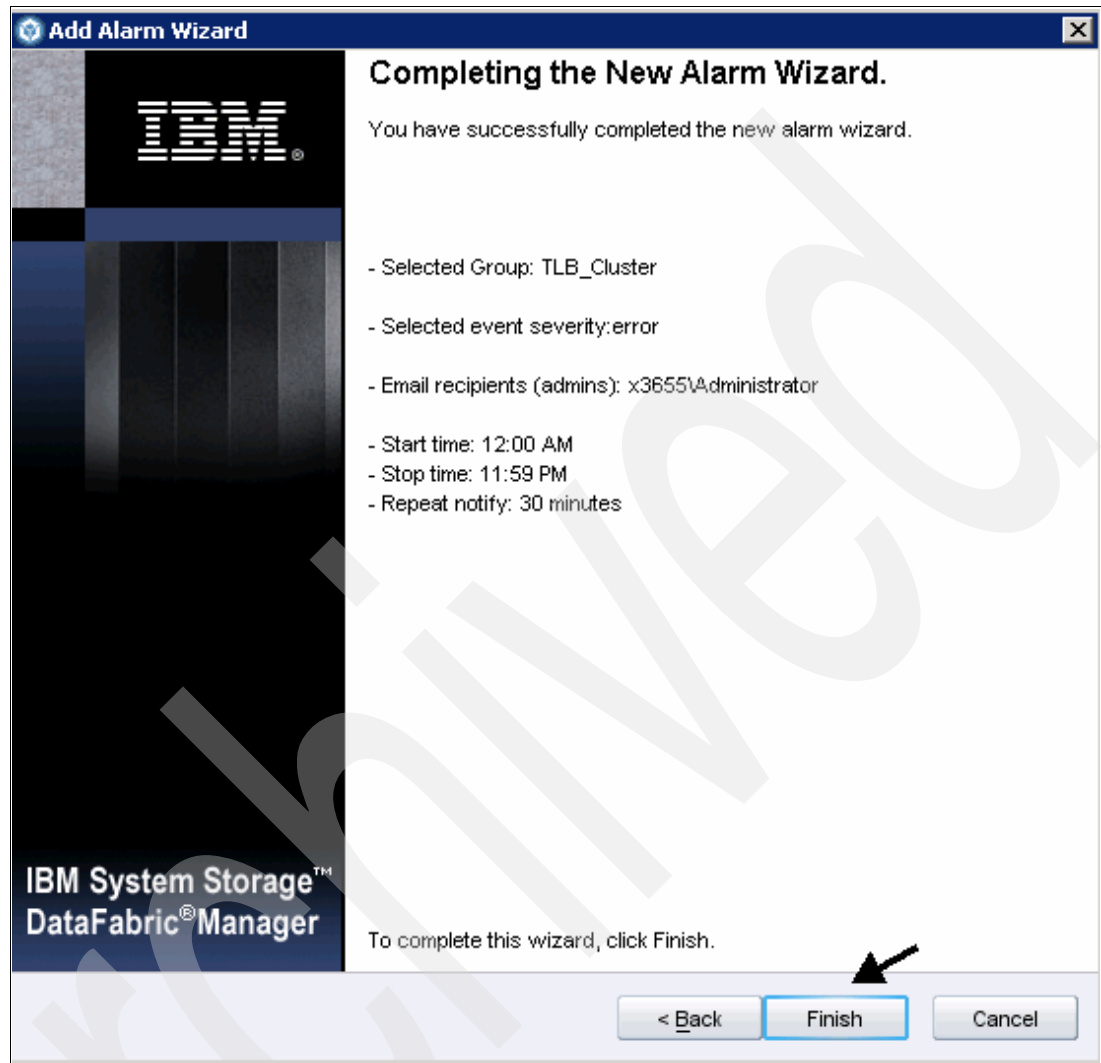 Add Alarm Wizard
IBM®
Completing the New Alarm Wizard.
You have successfully completed the new alarm wizard.
- Selected Group: TLB_Cluster
- Selected event severity:error
- Email recipients (admins): x3655\Administrator
- Start time: 12:00 AM
- Stop time: 11:59 PM
- Repeat notify: 30 minutes
IBM System Storage™
DataFabric®Manager
To complete this wizard, click Finish.
< Back
Finish
Cancel
rchived